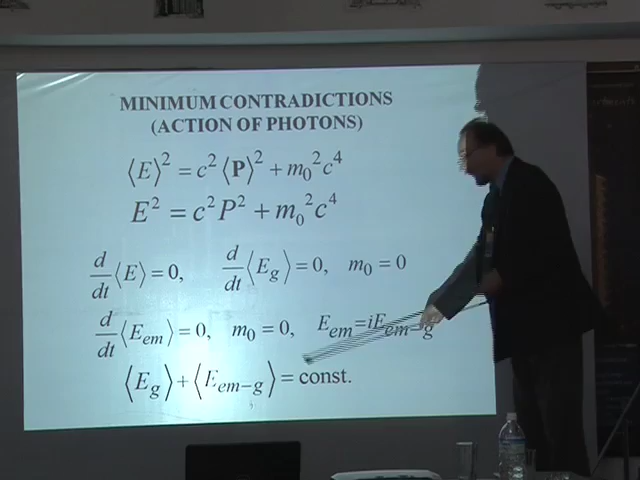 MINIMUM CONTRADICTIONS
(ACTION OF PHOTONS)
⟨E⟩² = c²⟨P⟩² + m₀²c⁴
E² = c²P² + m₀²c⁴
d/dt⟨E⟩ = 0, d/dt⟨E_g⟩ = 0, m₀ = 0
d/dt⟨E_em⟩ = 0, m₀ = 0, E_em=iE_em−g
⟨E_g⟩+⟨E_em−g⟩ = const.